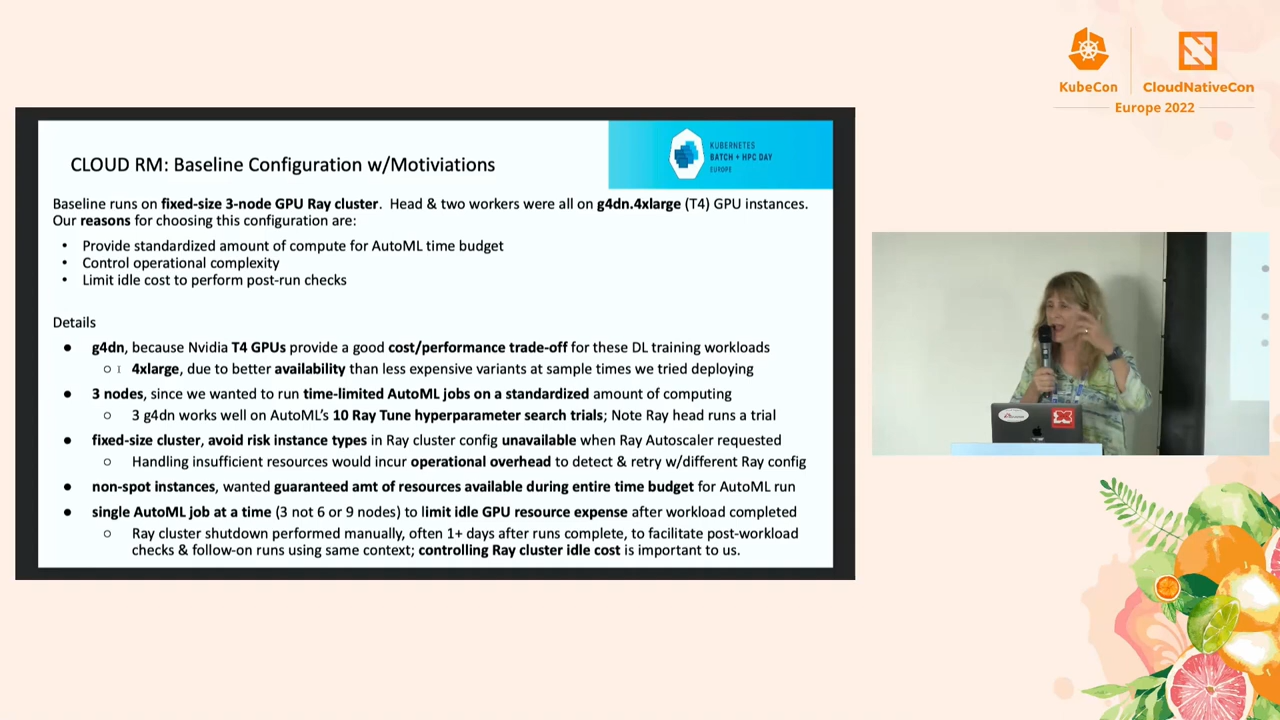 KubeCon
CloudNativeCon
Europe 2022
KUBERNETES
BATCH + HPC DAY
EUROPE
CLOUD RM: Baseline Configuration w/Motiviations
Baseline runs on fixed-size 3-node GPU Ray cluster.  Head & two workers were all on g4dn.4xlarge (T4) GPU instances.
Our reasons for choosing this configuration are:
• Provide standardized amount of compute for AutoML time budget
• Control operational complexity
• Limit idle cost to perform post-run checks
Details
● g4dn, because Nvidia T4 GPUs provide a good cost/performance trade-off for these DL training workloads
○ 4xlarge, due to better availability than less expensive variants at sample times we tried deploying
● 3 nodes, since we wanted to run time-limited AutoML jobs on a standardized amount of computing
○ 3 g4dn works well on AutoML's 10 Ray Tune hyperparameter search trials; Note Ray head runs a trial
● fixed-size cluster, avoid risk instance types in Ray cluster config unavailable when Ray Autoscaler requested
○ Handling insufficient resources would incur operational overhead to detect & retry w/different Ray config
● non-spot instances, wanted guaranteed amt of resources available during entire time budget for AutoML run
● single AutoML job at a time (3 not 6 or 9 nodes) to limit idle GPU resource expense after workload completed
○ Ray cluster shutdown performed manually, often 1+ days after runs complete, to facilitate post-workload
checks & follow-on runs using same context; controlling Ray cluster idle cost is important to us.